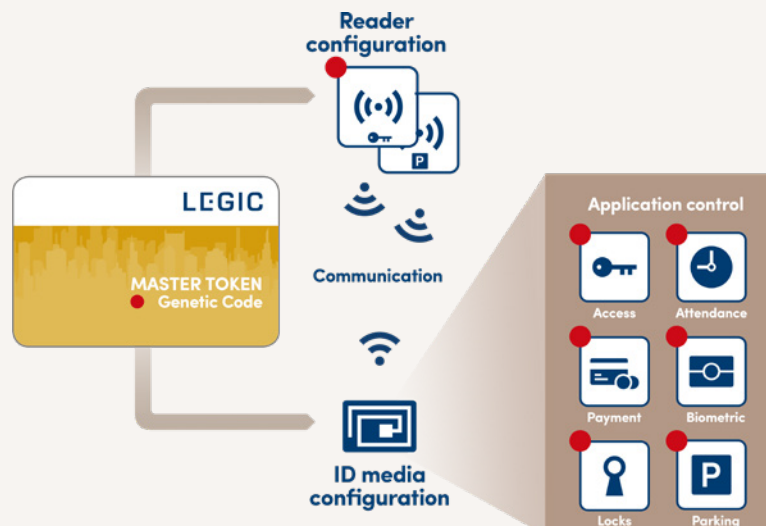 Reader
configuration
P
LEGIC
MASTER TOKEN
Genetic Code
Communication
ID media
configuration
Application control
Access
Attendance
Payment
Biometric
Locks
P
Parking